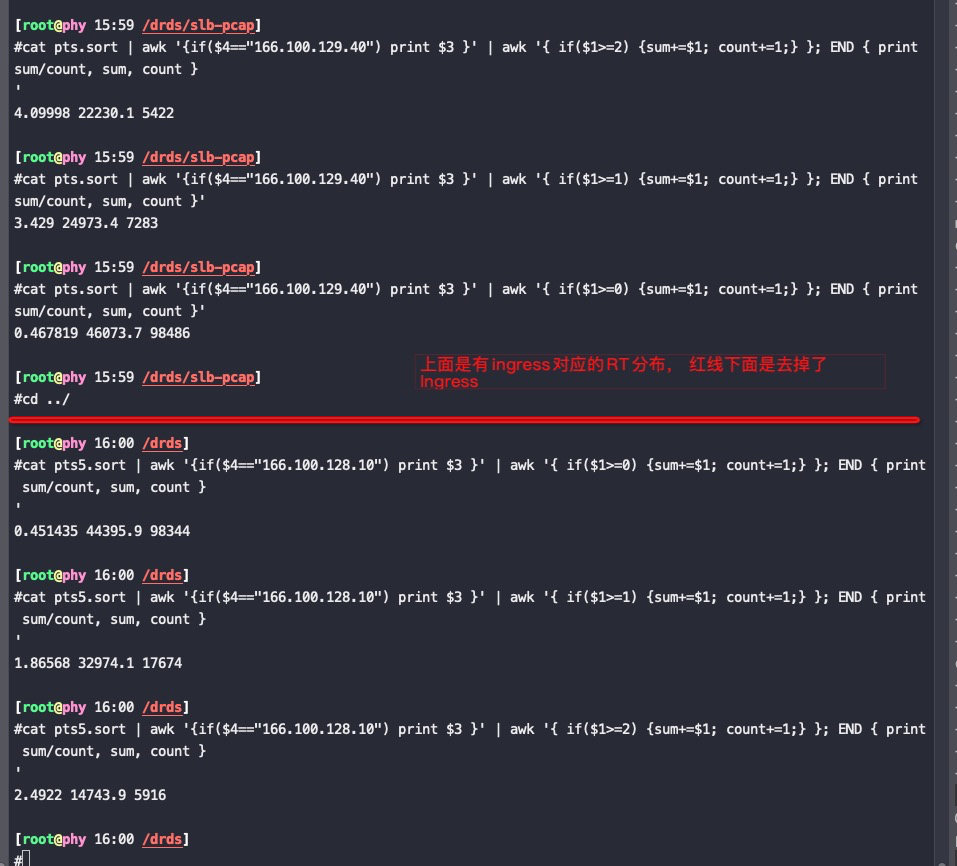 [root@phy 15:59 /drds/slb-pcap]
#cat pts.sort | awk '{if($4=="166.100.129.40") print $3 }' | awk '{ if($1>=2) {sum+=$1; count+=1;} }; END { print
sum/count, sum, count }
'
4.09998 22230.1 5422
[root@phy 15:59 /drds/slb-pcap]
#cat pts.sort | awk '{if($4=="166.100.129.40") print $3 }' | awk '{ if($1>=1) {sum+=$1; count+=1;} }; END { print
sum/count, sum, count }'
3.429 24973.4 7283
[root@phy 15:59 /drds/slb-pcap]
#cat pts.sort | awk '{if($4=="166.100.129.40") print $3 }' | awk '{ if($1>=0) {sum+=$1; count+=1;} }; END { print
sum/count, sum, count }'
0.467819 46073.7 98486
上面是有ingress对应的RT分布， 红线下面是去掉了
Ingress
[root@phy 15:59 /drds/slb-pcap]
#cd ../
[root@phy 16:00 /drds]
#cat pts5.sort | awk '{if($4=="166.100.128.10") print $3 }' | awk '{ if($1>=0) {sum+=$1; count+=1;} }; END { print
sum/count, sum, count }
'
0.451435 44395.9 98344
[root@phy 16:00 /drds]
#cat pts5.sort | awk '{if($4=="166.100.128.10") print $3 }' | awk '{ if($1>=1) {sum+=$1; count+=1;} }; END { print
sum/count, sum, count }
'
1.86568 32974.1 17674
[root@phy 16:00 /drds]
#cat pts5.sort | awk '{if($4=="166.100.128.10") print $3 }' | awk '{ if($1>=2) {sum+=$1; count+=1;} }; END { print
sum/count, sum, count }
'
2.4922 14743.9 5916
[root@phy 16:00 /drds]
#